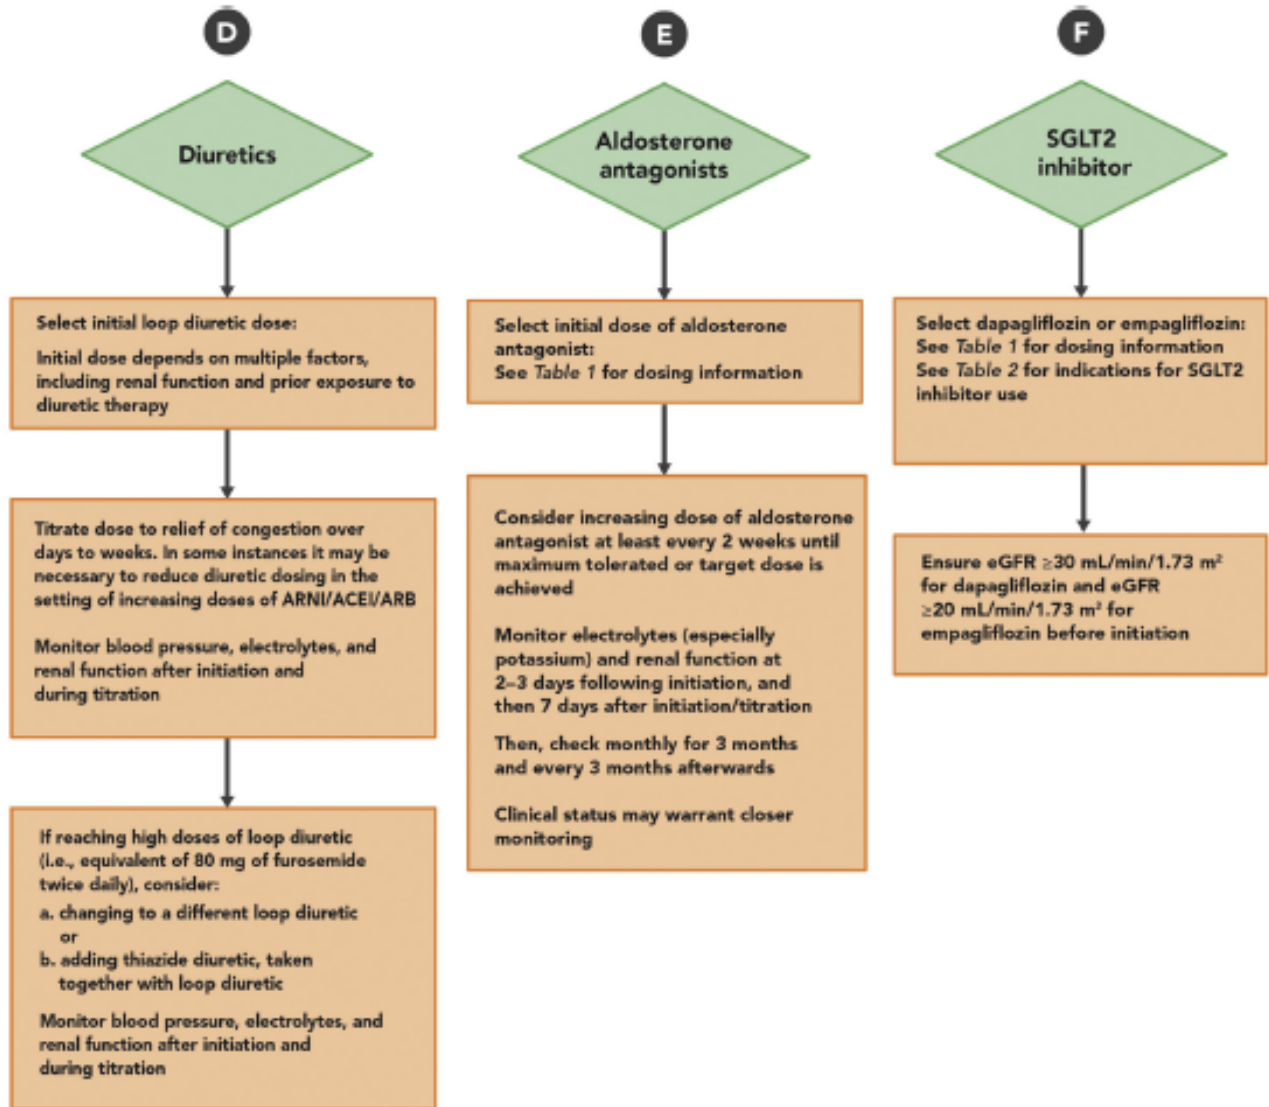 D
Diuretics
Select initial loop diuretic dose:
Initial dose depends on multiple factors,
including renal function and prior exposure to
diuretic therapy
Titrate dose to relief of congestion over
days to weeks. In some instances it may be
necessary to reduce diuretic dosing in the
setting of increasing doses of ARNI/ACEI/ARB
Monitor blood pressure, electrolytes, and
renal function after initiation and
during titration
If reaching high doses of loop diuretic
(i.e., equivalent of 80 mg of furosemide
twice daily), consider:
a. changing to a different loop diuretic
or
b. adding thiazide diuretic, taken
together with loop diuretic
Monitor blood pressure, electrolytes, and
renal function after initiation and
during titration
E
Aldosterone
antagonists
Select initial dose of aldosterone
antagonist:
See Table 1 for dosing information
Consider increasing dose of aldosterone
antagonist at least every 2 weeks until
maximum tolerated or target dose is
achieved
Monitor electrolytes (especially
potassium) and renal function at
2–3 days following initiation, and
then 7 days after initiation/titration
Then, check monthly for 3 months
and every 3 months afterwards
Clinical status may warrant closer
monitoring
F
SGLT2
inhibitor
Select dapagliflozin or empagliflozin:
See Table 1 for dosing information
See Table 2 for indications for SGLT2
inhibitor use
Ensure eGFR ≥30 mL/min/1.73 m²
for dapagliflozin and eGFR
≥20 mL/min/1.73 m² for
empagliflozin before initiation